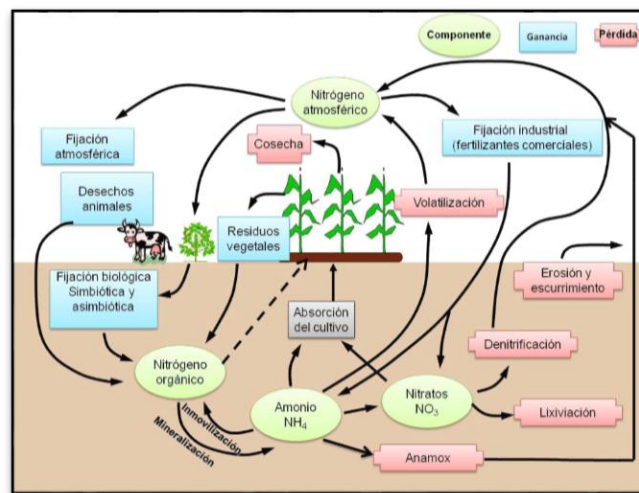 Componente
Ganancia
Pérdida
Nitrógeno
atmosférico
Fijación
atmosférica
Cosecha
Fijación industrial
(fertilizantes comerciales)
Desechos
animales
Residuos
vegetales
Volatilización
Fijación biológica
Simbiótica y
asimbiótica
Erosión y
escurrimiento
Absorción
del cultivo
Denitrificación
Nitrógeno
orgánico
Amonio
NH4
Nitratos
NO3
Lixiviación
Inmovilización
Mineralización
Anamox